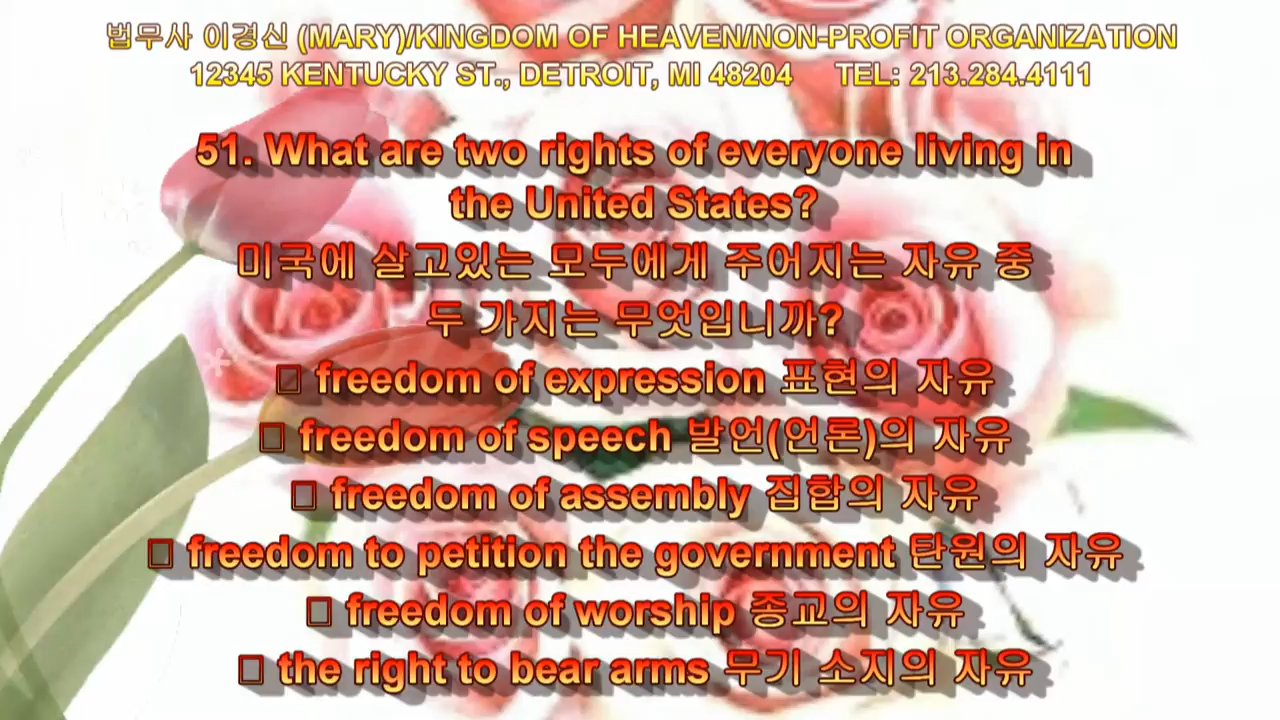 법무사 이경신 (MARY)/KINGDOM OF HEAVEN/NON-PROFIT ORGANIZATION
12345 KENTUCKY ST., DETROIT, MI 48204 TEL: 213.284.4111
51. What are two rights of everyone living in
the United States?
미국에 살고있는 모두에게 주어지는 자유 중
두 가지는 무엇입니까?
□ freedom of expression 표현의 자유
□ freedom of speech 발언(언론)의 자유
□ freedom of assembly 집합의 자유
□ freedom to petition the government 탄원의 자유
□ freedom of worship 종교의 자유
□ the right to bear arms 무기 소지의 자유